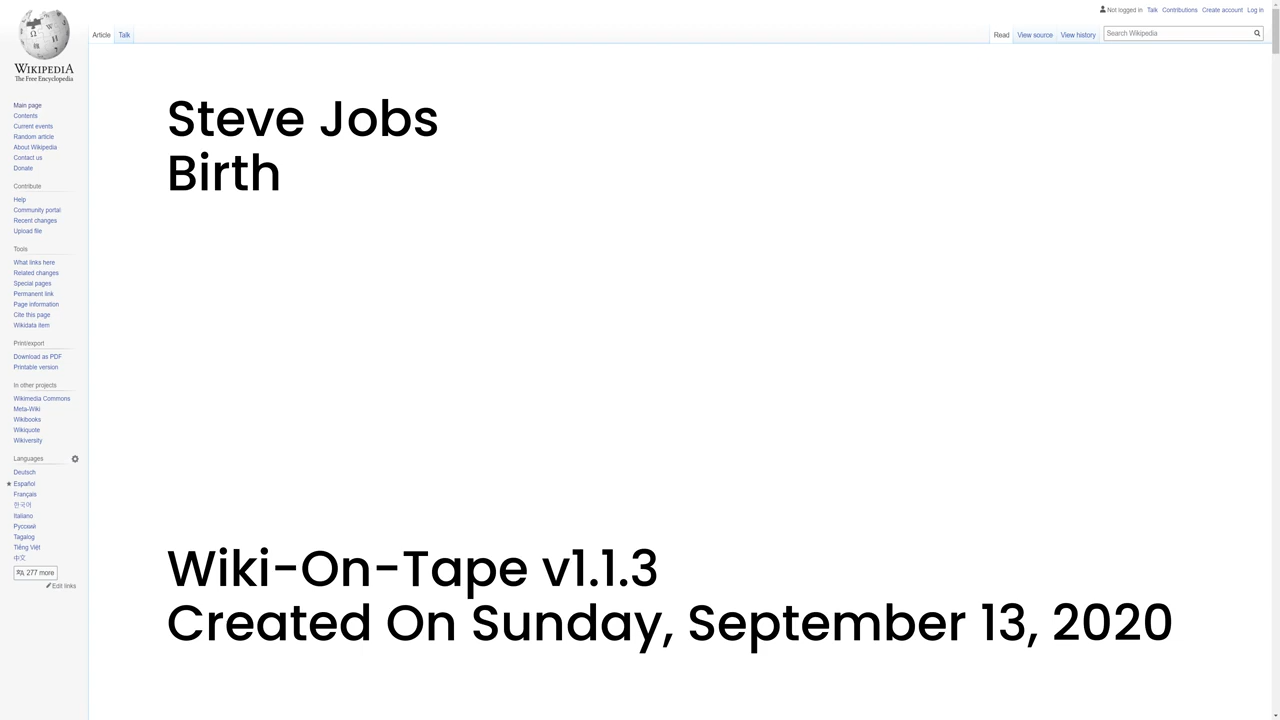 Not logged in Talk Contributions Create account Log in
Article Talk Read View source View history Search Wikipedia
WIKIPEDIA
The Free Encyclopedia
Main page
Contents
Current events
Random article
About Wikipedia
Contact us
Donate
Contribute
Help
Community portal
Recent changes
Upload file
Tools
What links here
Related changes
Special pages
Permanent link
Page information
Cite this page
Wikidata item
Print/export
Download as PDF
Printable version
In other projects
Wikimedia Commons
Meta-Wiki
Wikibooks
Wikiquote
Wikiversity
Languages
Deutsch
Español
Français
한국어
Italiano
Русский
Tagalog
Tiếng Việt
中文
277 more
Edit links
Steve Jobs
Birth
Wiki-On-Tape v1.1.3
Created On Sunday, September 13, 2020